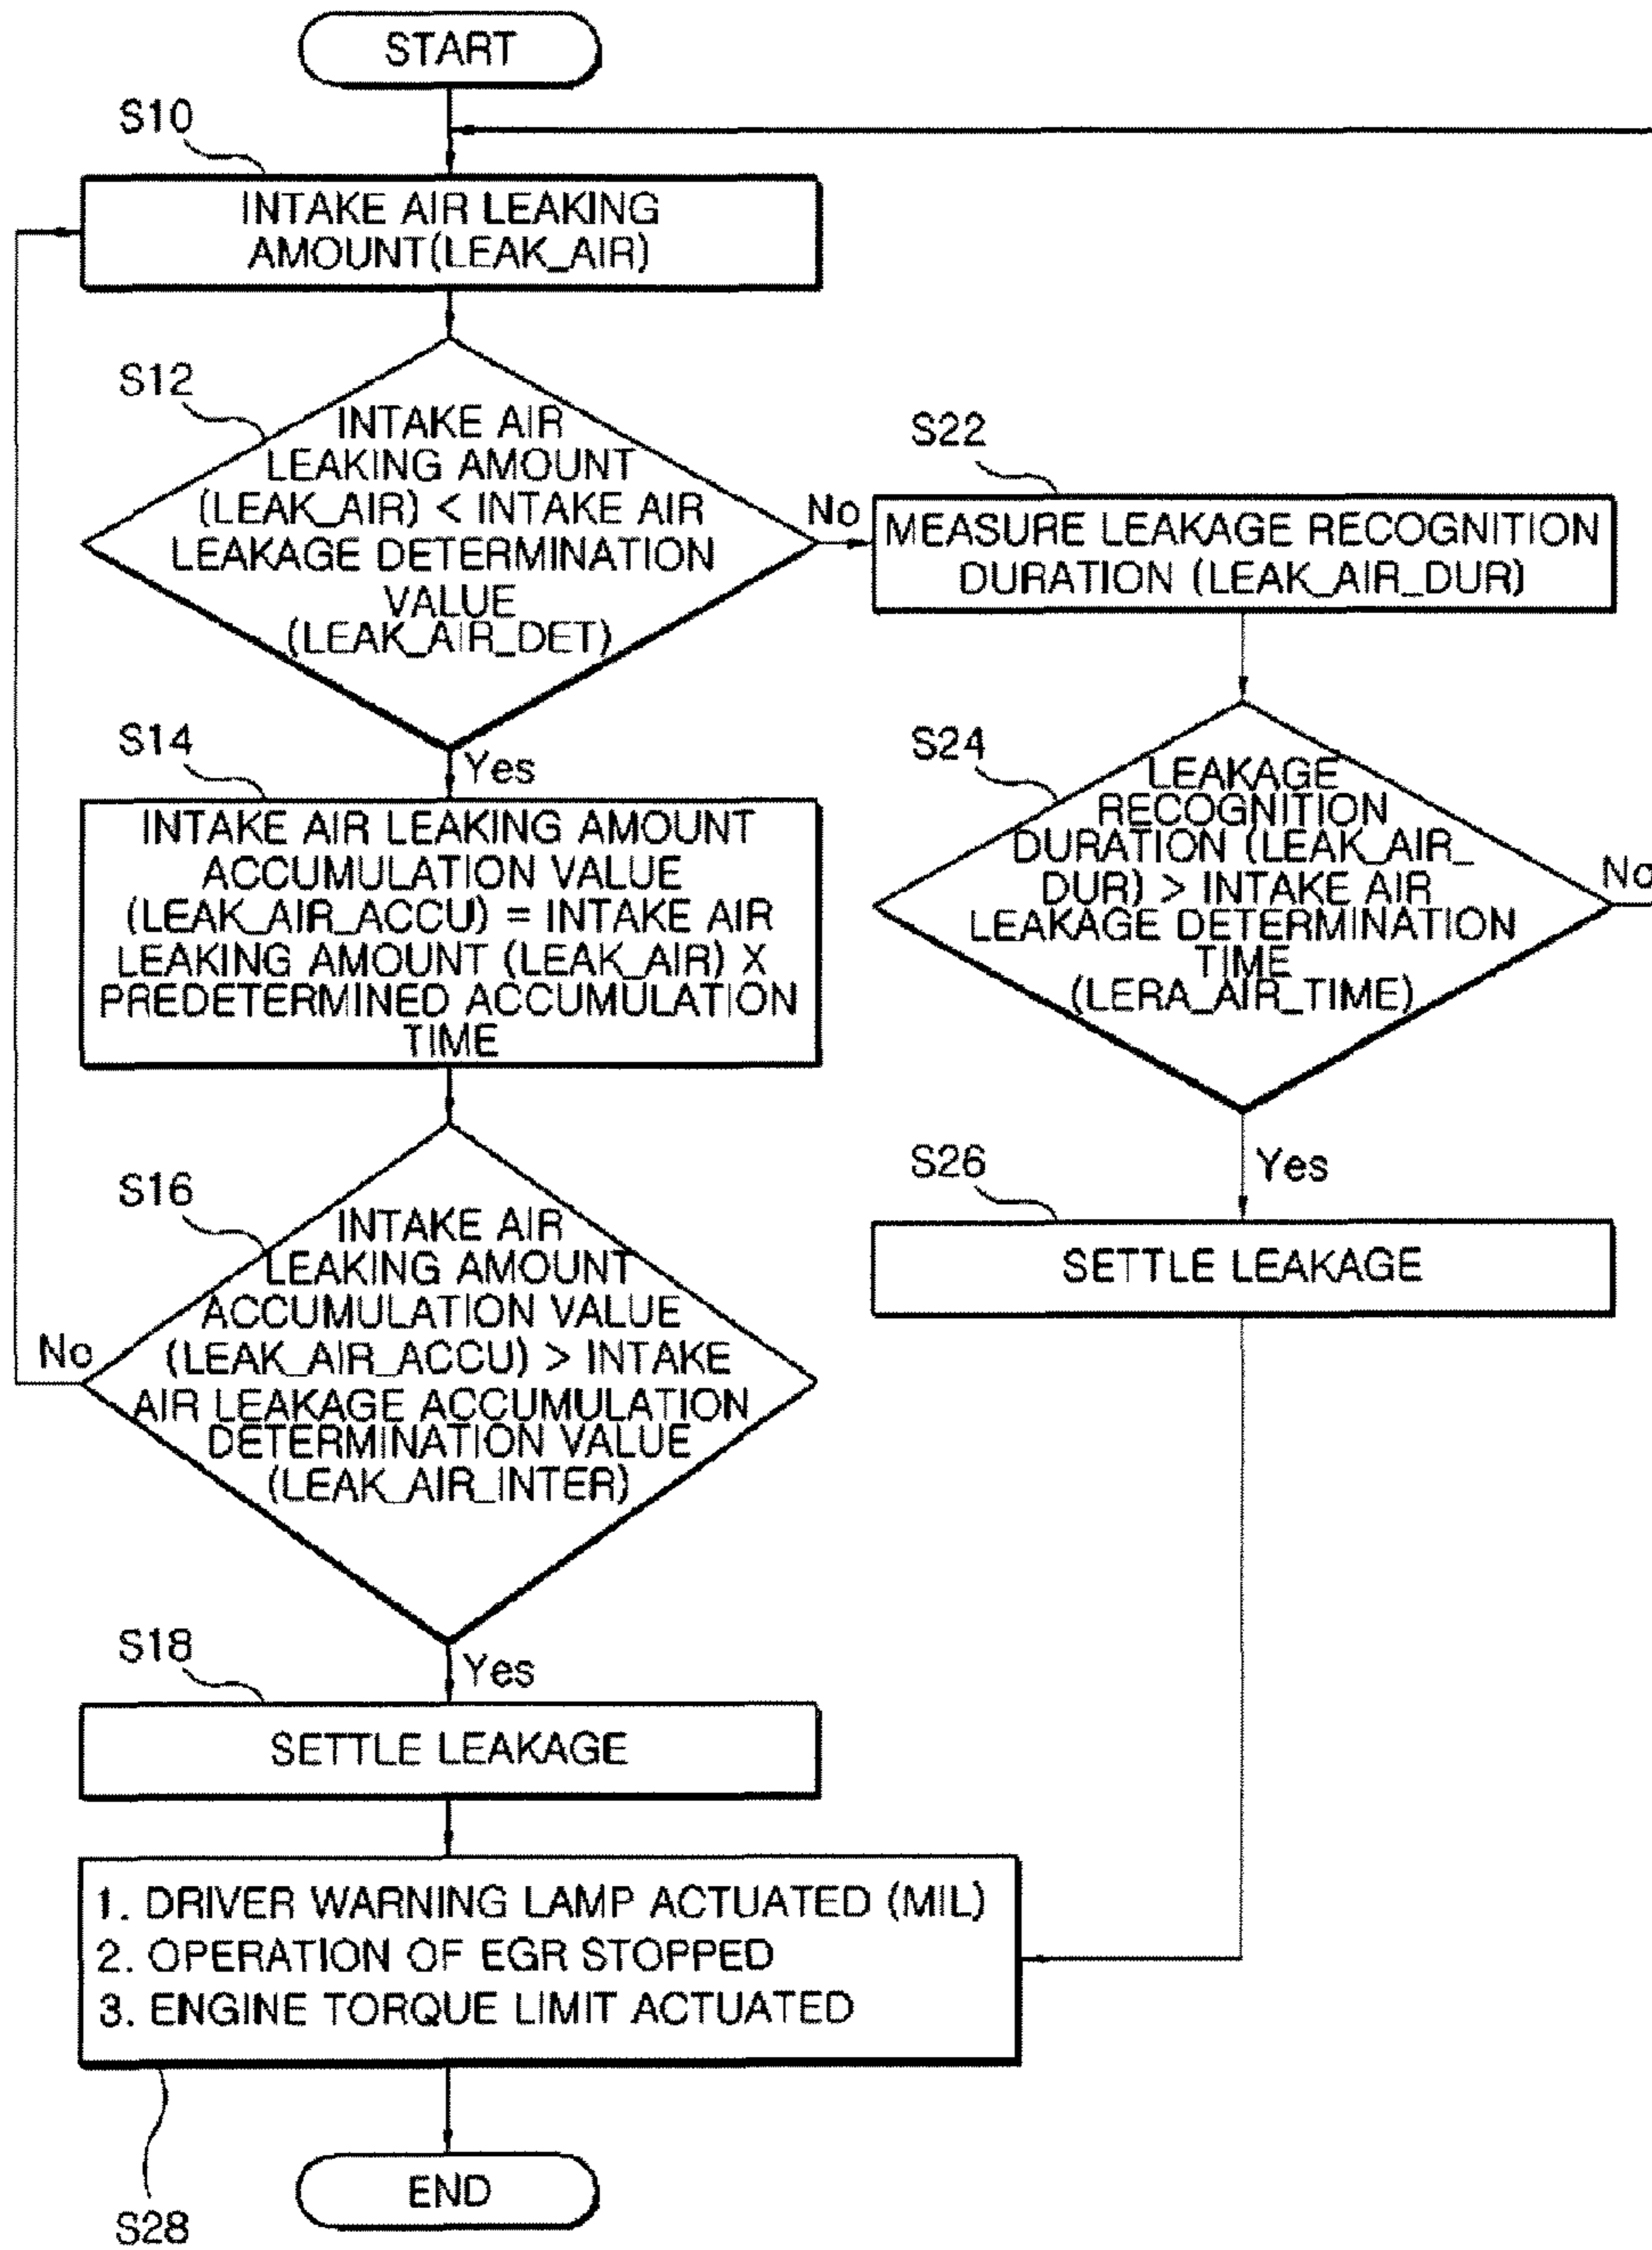 START
S10
INTAKE AIR LEAKING
AMOUNT(LEAK_AIR)
S12
INTAKE AIR
LEAKING AMOUNT
(LEAK_AIR) < INTAKE AIR
LEAKAGE DETERMINATION
VALUE
(LEAK_AIR_DET)
No
Yes
S14
INTAKE AIR LEAKING AMOUNT
ACCUMULATION VALUE
(LEAK_AIR_ACCU) = INTAKE AIR
LEAKING AMOUNT (LEAK_AIR) X
PREDETERMINED ACCUMULATION
TIME
S16
INTAKE AIR
LEAKING AMOUNT
ACCUMULATION VALUE
(LEAK_AIR_ACCU) > INTAKE
AIR LEAKAGE ACCUMULATION
DETERMINATION VALUE
(LEAK_AIR_INTER)
No
Yes
S18
SETTLE LEAKAGE
S22
MEASURE LEAKAGE RECOGNITION
DURATION (LEAK_AIR_DUR)
S24
LEAKAGE
RECOGNITION
DURATION (LEAK_AIR_
DUR) > INTAKE AIR
LEAKAGE DETERMINATION
TIME
(LERA_AIR_TIME)
No
Yes
S26
SETTLE LEAKAGE
1. DRIVER WARNING LAMP ACTUATED (MIL)
2. OPERATION OF EGR STOPPED
3. ENGINE TORQUE LIMIT ACTUATED
S28
END